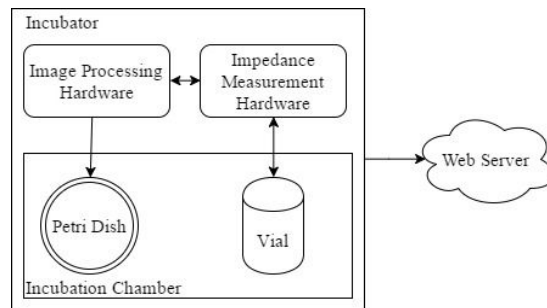 Incubator
Image Processing
Hardware
Impedance
Measurement
Hardware
Web Server
Petri Dish
Vial
Incubation Chamber